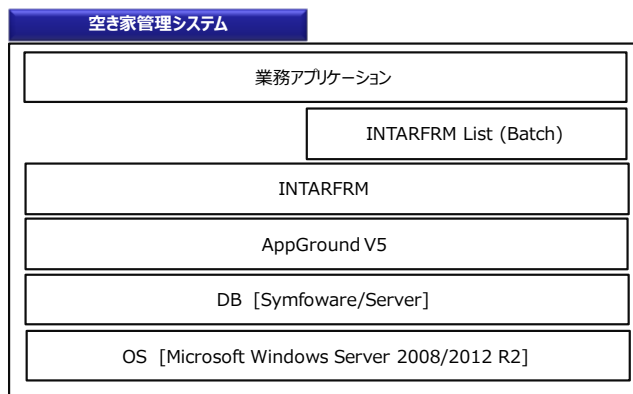 空き家管理システム
業務アプリケーション
INTARFRM List (Batch)
INTARFRM
AppGround V5
DB [Symfoware/Server]
OS [Microsoft Windows Server 2008/2012 R2]